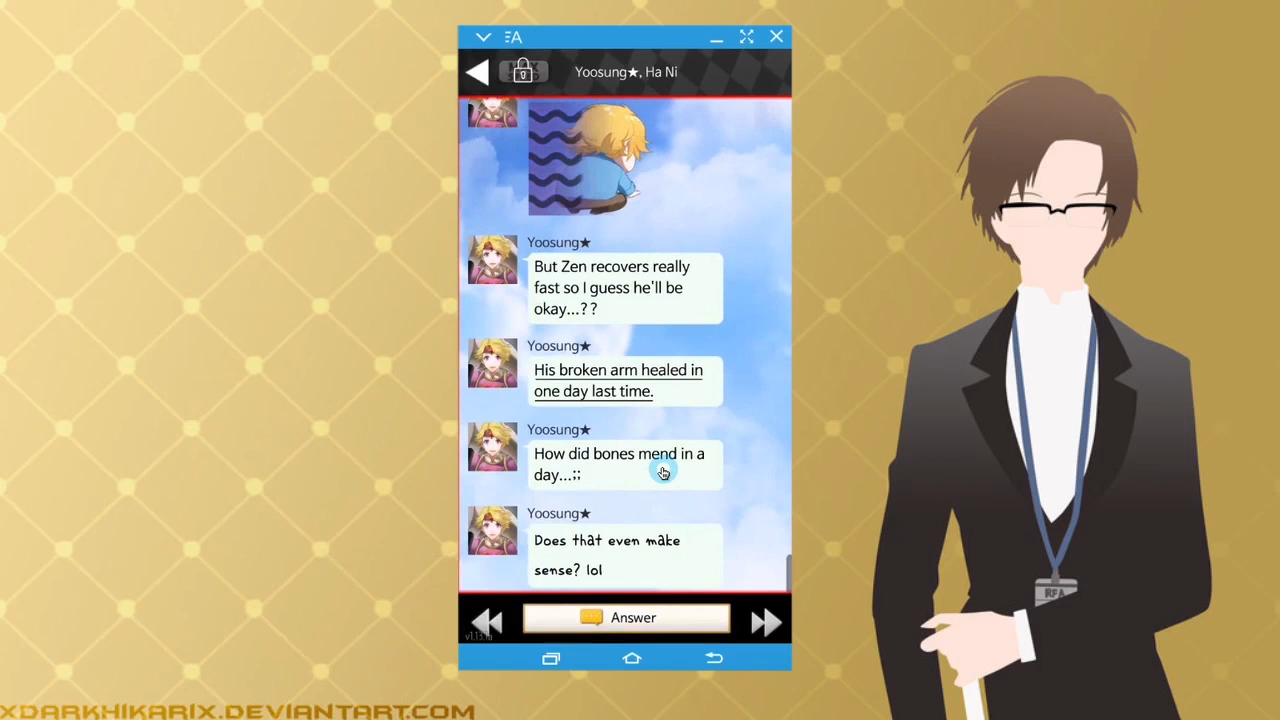 ΞA
Yoosung★, Ha Ni
Yoosung★
But Zen recovers really
fast so I guess he'll be
okay...??
Yoosung★
His broken arm healed in
one day last time.
Yoosung★
How did bones mend in a
day...;;
Yoosung★
Does that even make
sense? lol
Answer
RFA
XDARKHIKARIX.DEVIANTART.COM